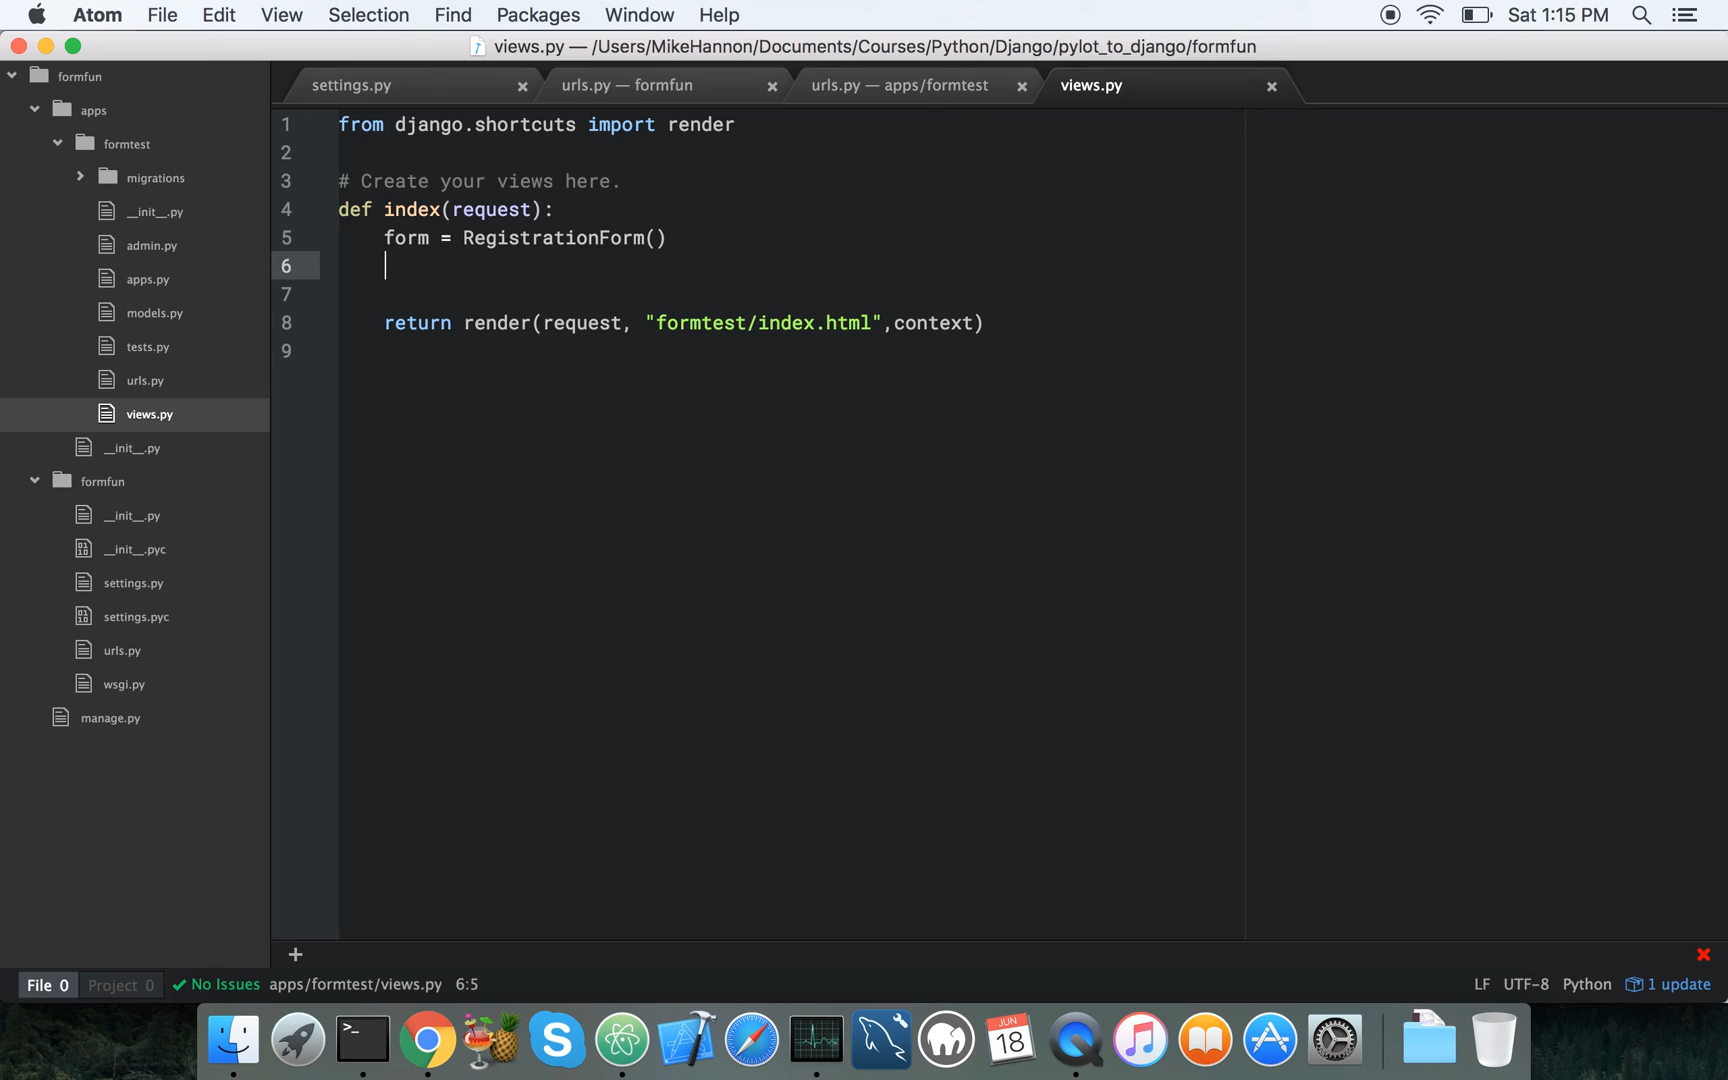 Atom File Edit View Selection Find Packages Window Help Sat 1:15 PM
views.py — /Users/MikeHannon/Documents/Courses/Python/Django/pylot_to_django/formfun
formfun
apps
formtest
migrations
__init__.py
admin.py
apps.py
models.py
tests.py
urls.py
views.py
__init__.py
formfun
__init__.py
__init__.pyc
settings.py
settings.pyc
urls.py
wsgi.py
manage.py
settings.py urls.py — formfun urls.py — apps/formtest views.py
1 from django.shortcuts import render
2
3 # Create your views here.
4 def index(request):
5 form = RegistrationForm()
6
7
8 return render(request, "formtest/index.html",context)
9
File 0 Project 0 No Issues apps/formtest/views.py 6:5 LF UTF-8 Python 1 update
JUN
18